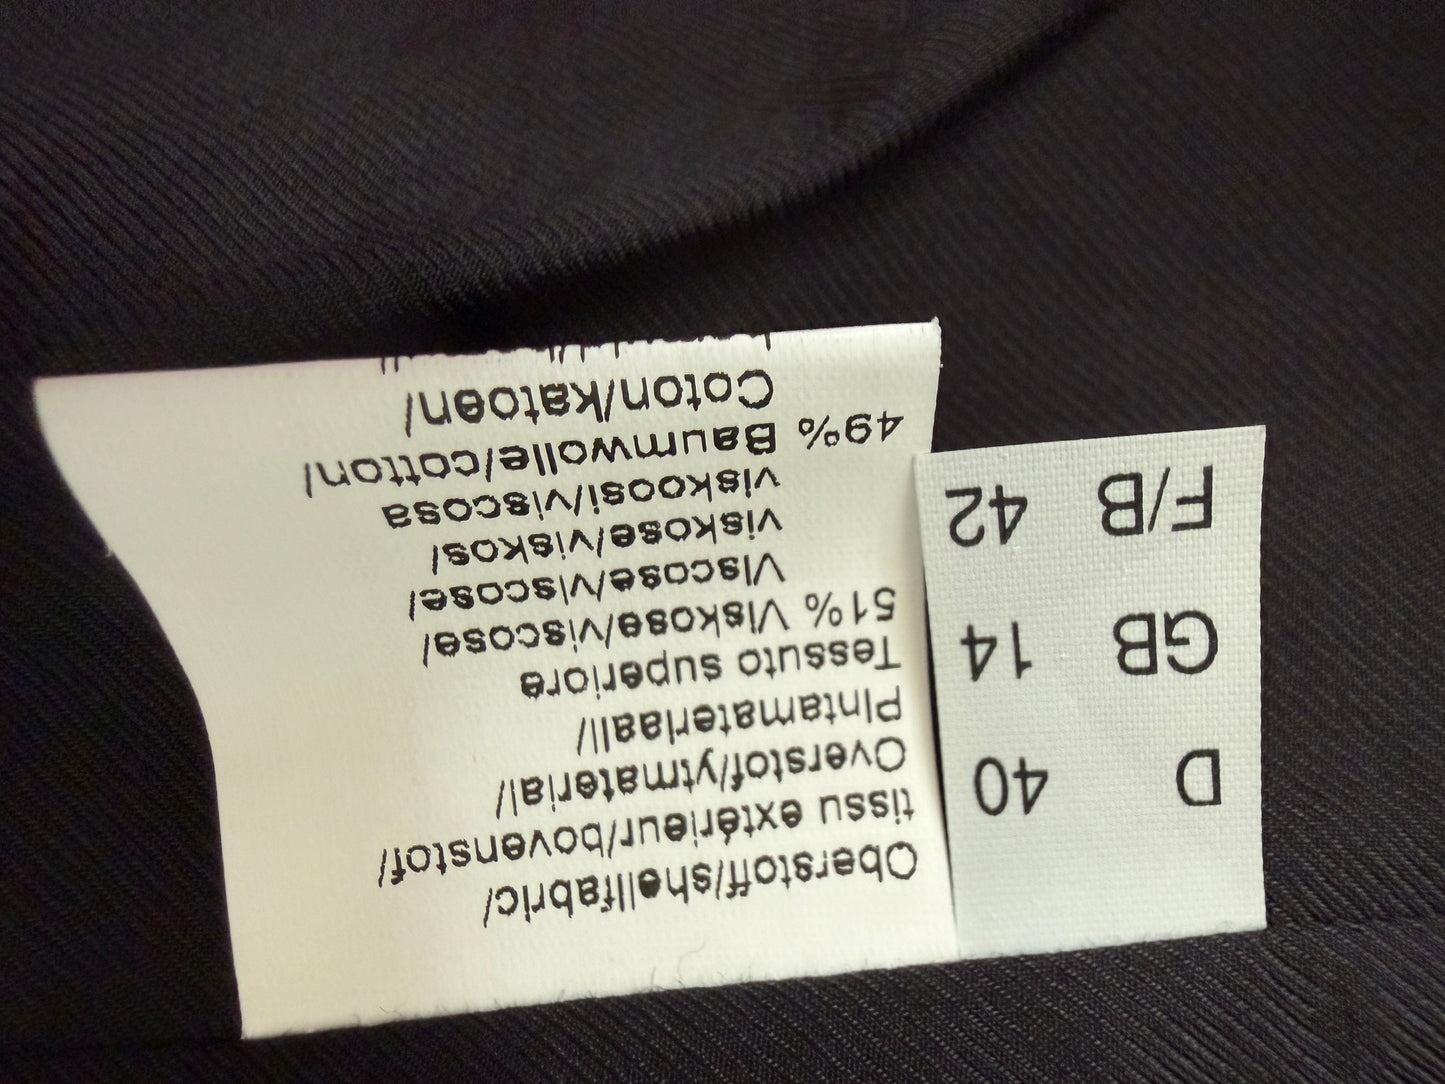 Oberstoff/shellfabric/
tissu extérieur/bovenstof/
Overstof/ytmaterial/
Pintamateriaali/
Tessuto superiore
51% Viskose/viscose/
Viscose/viscose/
viskose/viskos/
viskoosi/viscosa
49% Baumwolle/cotton/
Coton/katoen/
D 40
GB 14
F/B 42